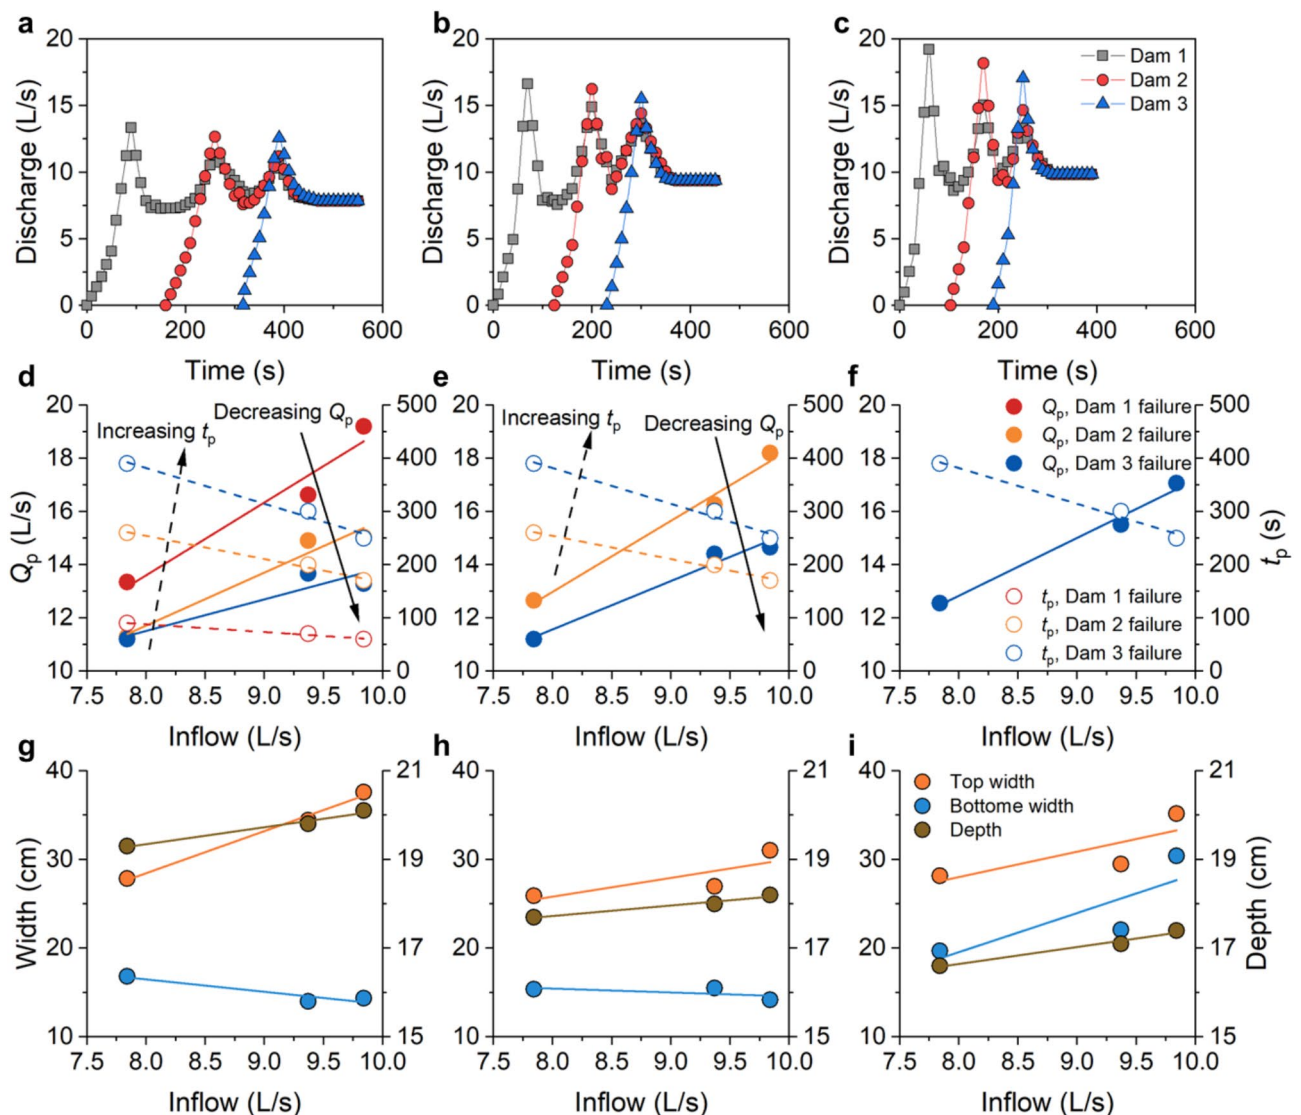 a
b
c
20
15
10
5
0
Discharge (L/s)
0 200 400 600
Time (s)
20
15
10
5
0
Discharge (L/s)
0 200 400 600
Time (s)
20
15
10
5
0
Discharge (L/s)
0 200 400 600
Time (s)
Dam 1
Dam 2
Dam 3
d
20
18
16
14
12
10
Qp (L/s)
Increasing tp
Decreasing Qp
500
400
300
200
100
0
7.5 8.0 8.5 9.0 9.5 10.0
Inflow (L/s)
e
20
18
16
14
12
10
Increasing tp
Decreasing Qp
500
400
300
200
100
0
7.5 8.0 8.5 9.0 9.5 10.0
Inflow (L/s)
f
20
18
16
14
12
10
Qp, Dam 1 failure
Qp, Dam 2 failure
Qp, Dam 3 failure
tp, Dam 1 failure
tp, Dam 2 failure
tp, Dam 3 failure
500
400
300
200
100
0
tp (s)
7.5 8.0 8.5 9.0 9.5 10.0
Inflow (L/s)
g
40
30
20
10
Width (cm)
21
19
17
15
7.5 8.0 8.5 9.0 9.5 10.0
Inflow (L/s)
h
40
30
20
10
21
19
17
15
7.5 8.0 8.5 9.0 9.5 10.0
Inflow (L/s)
i
40
30
20
10
Top width
Bottome width
Depth
21
19
17
15
Depth (cm)
7.5 8.0 8.5 9.0 9.5 10.0
Inflow (L/s)